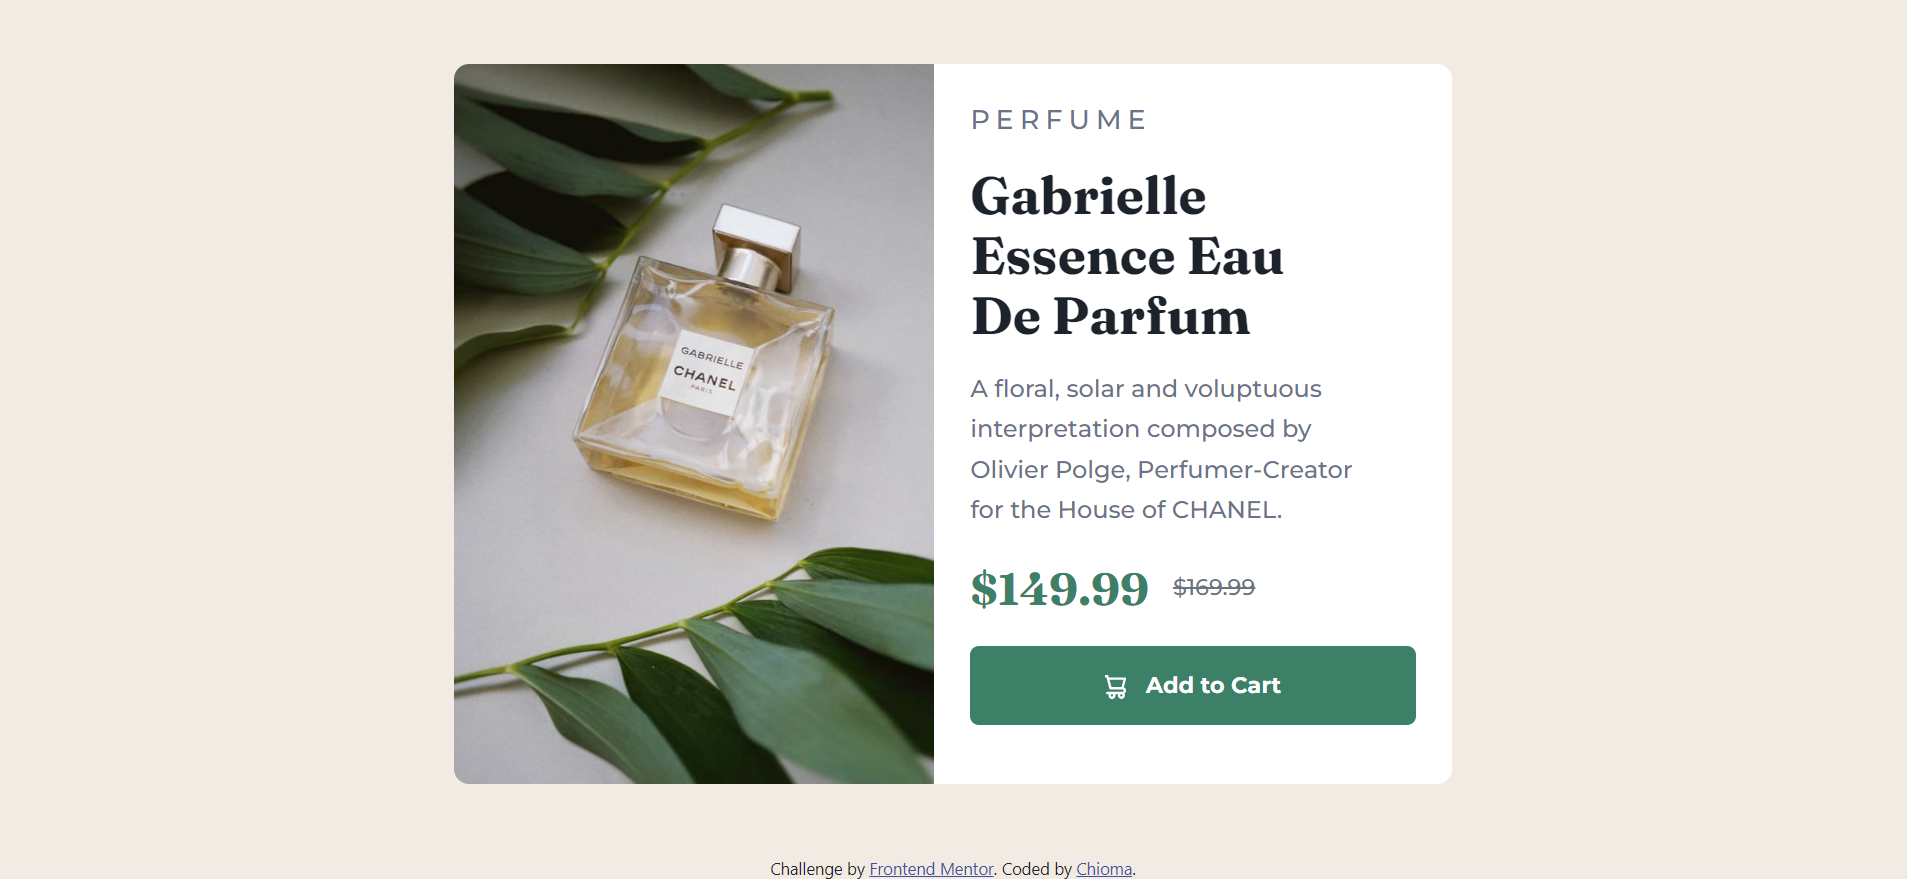 GABRIELLE
CHANEL
PARIS
PERFUME
Gabrielle
Essence Eau
De Parfum
A floral, solar and voluptuous
interpretation composed by
Olivier Polge, Perfumer-Creator
for the House of CHANEL.
$149.99 $169.99
Add to Cart
Challenge by Frontend Mentor. Coded by Chioma.